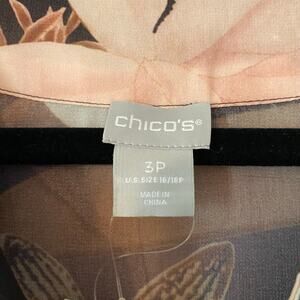 chico's®
3P
U.S. SIZE 16/18P
MADE IN
CHINA